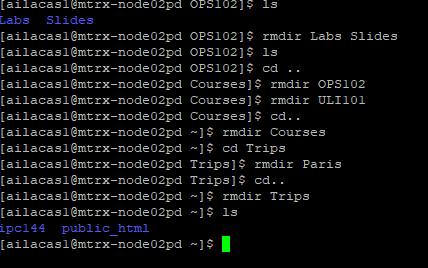 [ailacas1@mtrx-node02pd OPS102]$ ls
Labs  Slides
[ailacas1@mtrx-node02pd OPS102]$ rmdir Labs Slides
[ailacas1@mtrx-node02pd OPS102]$ ls
[ailacas1@mtrx-node02pd OPS102]$ cd ..
[ailacas1@mtrx-node02pd Courses]$ rmdir OPS102
[ailacas1@mtrx-node02pd Courses]$ rmdir ULI101
[ailacas1@mtrx-node02pd Courses]$ cd..
[ailacas1@mtrx-node02pd ~]$ rmdir Courses
[ailacas1@mtrx-node02pd ~]$ cd Trips
[ailacas1@mtrx-node02pd Trips]$ rmdir Paris
[ailacas1@mtrx-node02pd Trips]$ cd..
[ailacas1@mtrx-node02pd ~]$ rmdir Trips
[ailacas1@mtrx-node02pd ~]$ ls
ipc144  public_html
[ailacas1@mtrx-node02pd ~]$